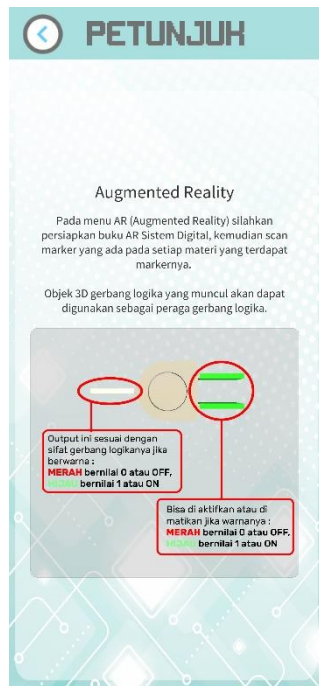 PETUNJUK
Augmented Reality
Pada menu AR (Augmented Reality) silahkan
persiapkan buku AR Sistem Digital, kemudian scan
marker yang ada pada setiap materi yang terdapat
markernya.
Objek 3D gerbang logika yang muncul akan dapat
digunakan sebagai peraga gerbang logika.
Output ini sesuai dengan
sifat gerbang logikanya jika
berwarna :
MERAH bernilai 0 atau OFF,
HIJAU bernilai 1 atau ON
Bisa di aktifkan atau di
matikan jika warnanya :
MERAH bernilai 0 atau OFF,
HIJAU bernilai 1 atau ON